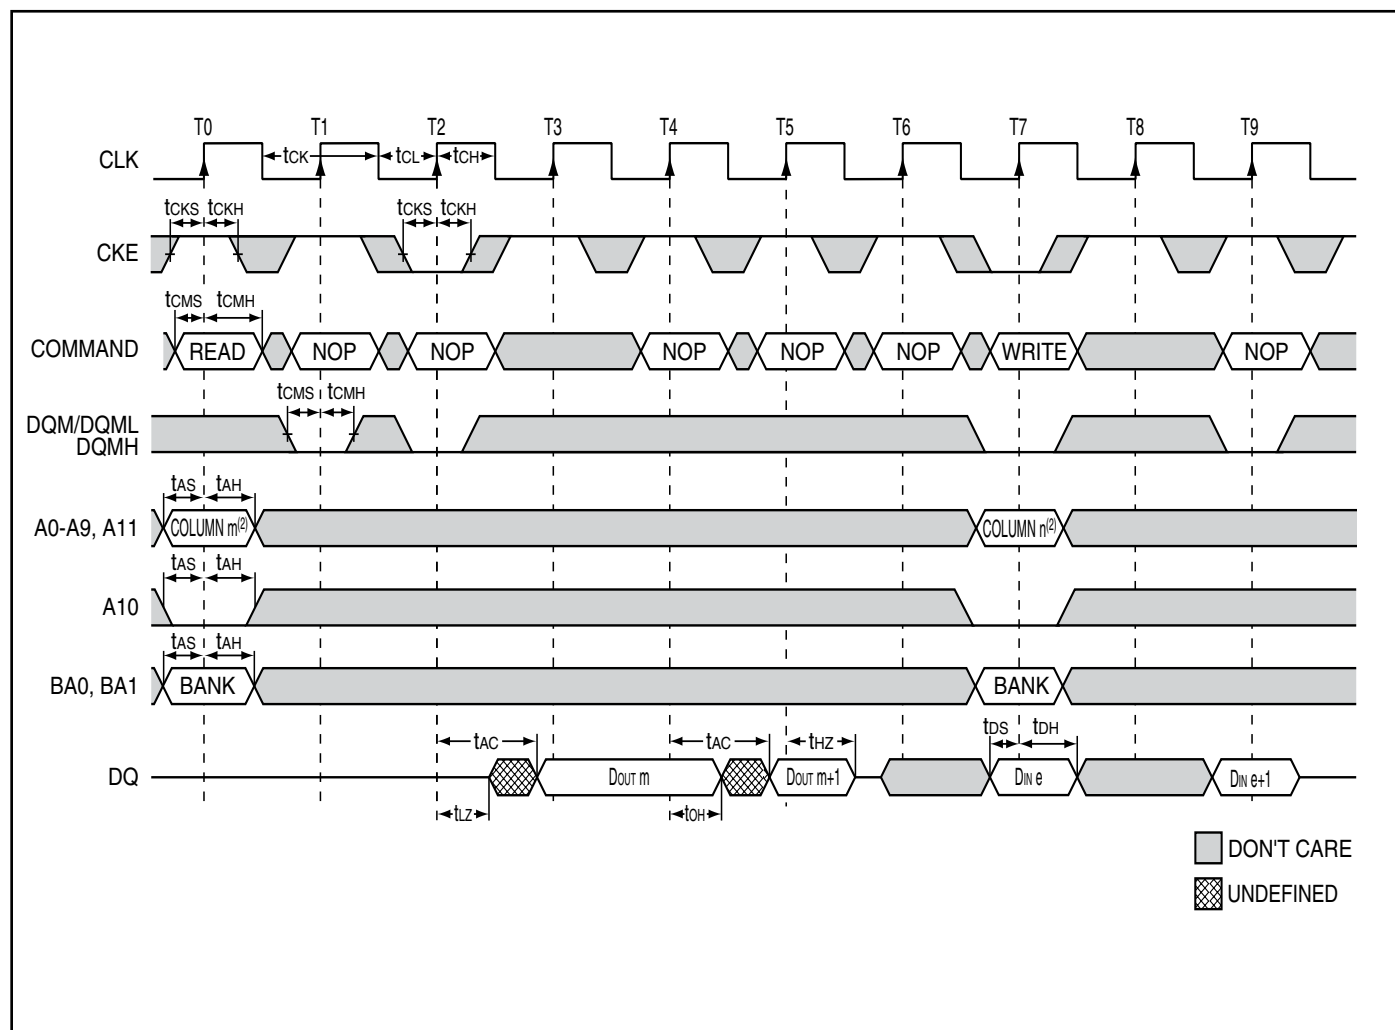 T0 T1 T2 T3 T4 T5 T6 T7 T8 T9
CLK tCK tCL tCH
tCKS tCKH tCKS tCKH
CKE
tCMS tCMH
COMMAND READ NOP NOP NOP NOP NOP WRITE NOP
tCMS tCMH
DQM/DQML
DQMH
tAS tAH
A0-A9, A11 COLUMN m(2) COLUMN n(2)
tAS tAH
A10
tAS tAH
BA0, BA1 BANK BANK
tAC tAC tHZ tDS tDH
DQ DOUT m DOUT m+1 DIN e DIN e+1
tLZ tOH
DON'T CARE
UNDEFINED